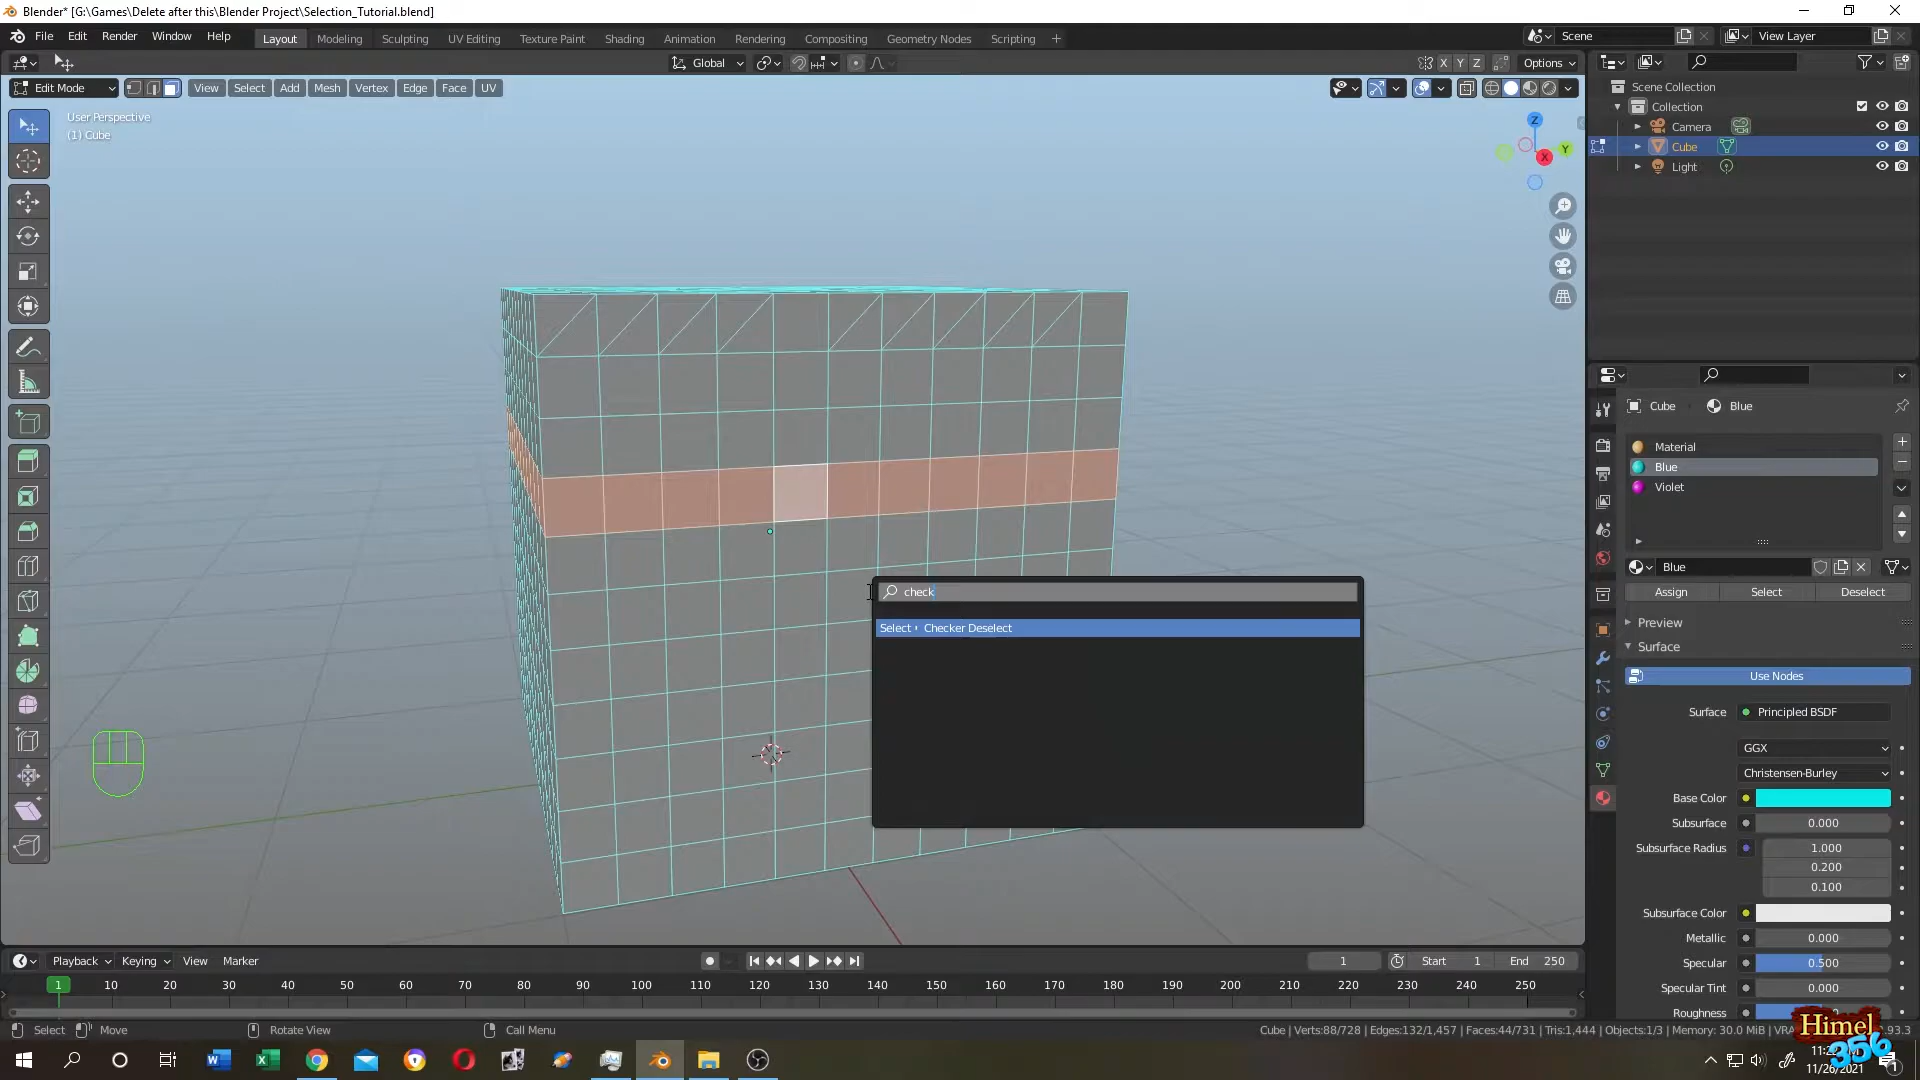 Blender* [G:\Games\Delete after this\Blender Project\Selection_Tutorial.blend]
File Edit Render Window Help Layout Modeling Sculpting UV Editing Texture Paint Shading Animation Rendering Compositing Geometry Nodes Scripting + Scene View Layer
Global X Y Z Options
Edit Mode View Select Add Mesh Vertex Edge Face UV
User Perspective
(1) Cube
Z
Y
X
Scene Collection
Collection
Camera
Cube
Light
Cube Blue
Material
Blue
Violet
Blue
Assign Select Deselect
Preview
Surface
Use Nodes
Surface Principled BSDF
GGX
Christensen-Burley
Base Color
Subsurface 0.000
Subsurface Radius 1.000
0.200
0.100
Subsurface Color
Metallic 0.000
Specular 0.500
Specular Tint 0.000
Roughness
check
Select Checker Deselect
Playback Keying View Marker 1 Start 1 End 250
1 10 20 30 40 50 60 70 80 90 100 110 120 130 140 150 160 170 180 190 200 210 220 230 240 250
Select Move Rotate View Call Menu Cube | Verts:88/728 | Edges:132/1,457 | Faces:44/731 | Tris:1,444 | Objects:1/3 | Memory: 30.0 MiB | VRA
.93.3
Himel
356
11/26/2021